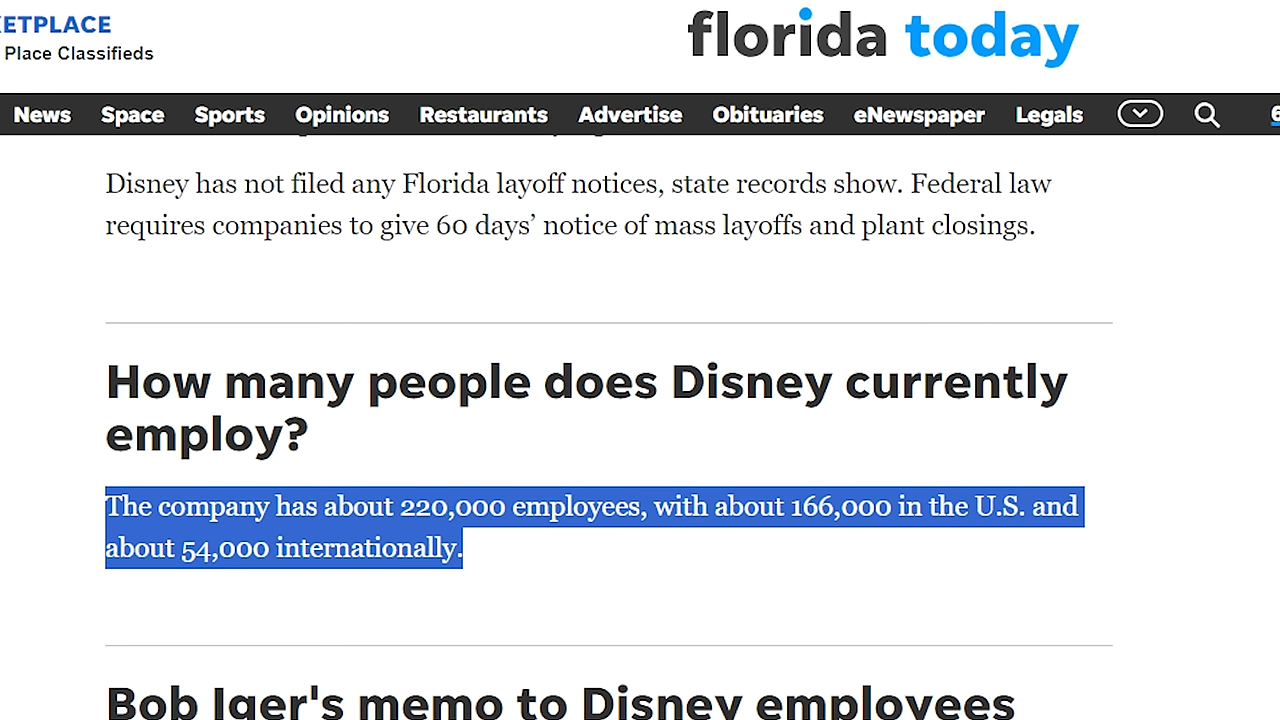 ETPLACE
Place Classifieds
florida today
News Space Sports Opinions Restaurants Advertise Obituaries eNewspaper Legals
Disney has not filed any Florida layoff notices, state records show. Federal law
requires companies to give 60 days’ notice of mass layoffs and plant closings.
How many people does Disney currently
employ?
The company has about 220,000 employees, with about 166,000 in the U.S. and
about 54,000 internationally.
Bob Iger's memo to Disney employees